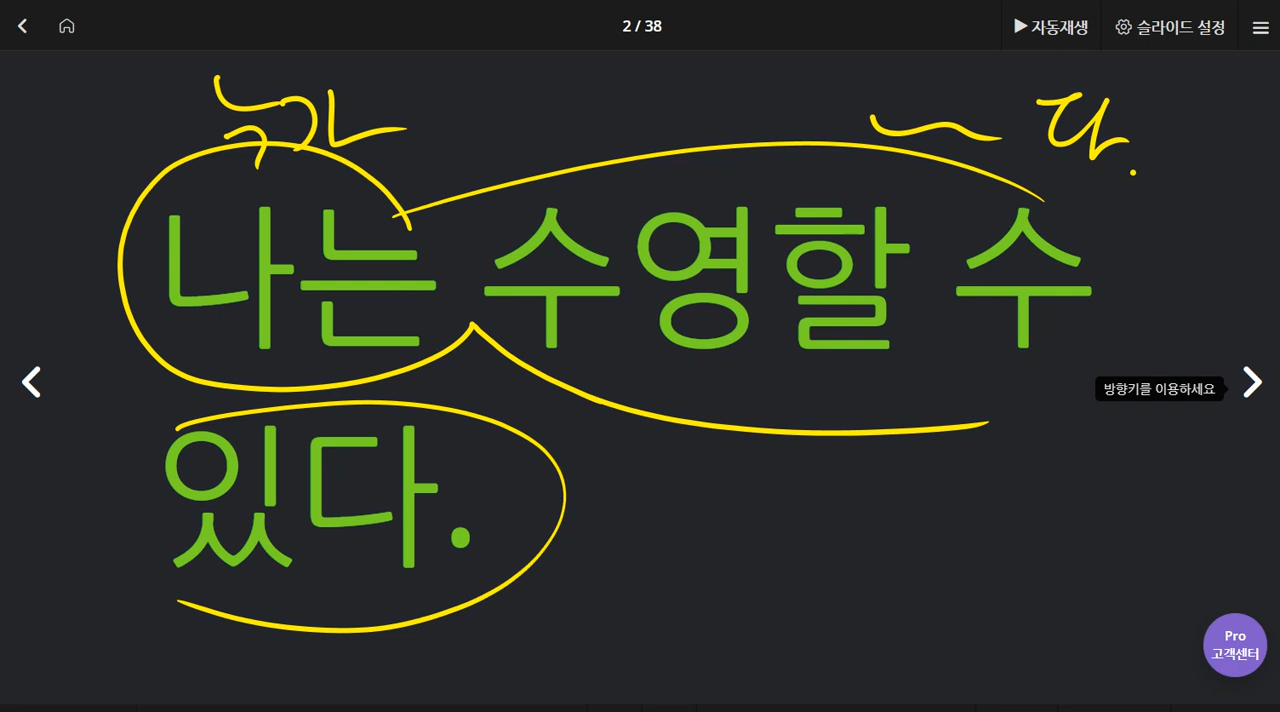 2 / 38
자동재생
슬라이드 설정
누가
~다.
나는 수영할 수
있다.
방향키를 이용하세요
Pro
고객센터